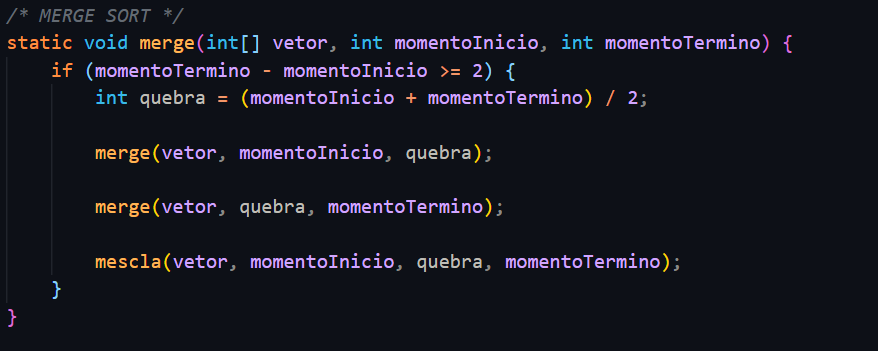 /* MERGE SORT */
static void merge(int[] vetor, int momentoInicio, int momentoTermino) {
if (momentoTermino - momentoInicio >= 2) {
int quebra = (momentoInicio + momentoTermino) / 2;
merge(vetor, momentoInicio, quebra);
merge(vetor, quebra, momentoTermino);
mescla(vetor, momentoInicio, quebra, momentoTermino);
}
}